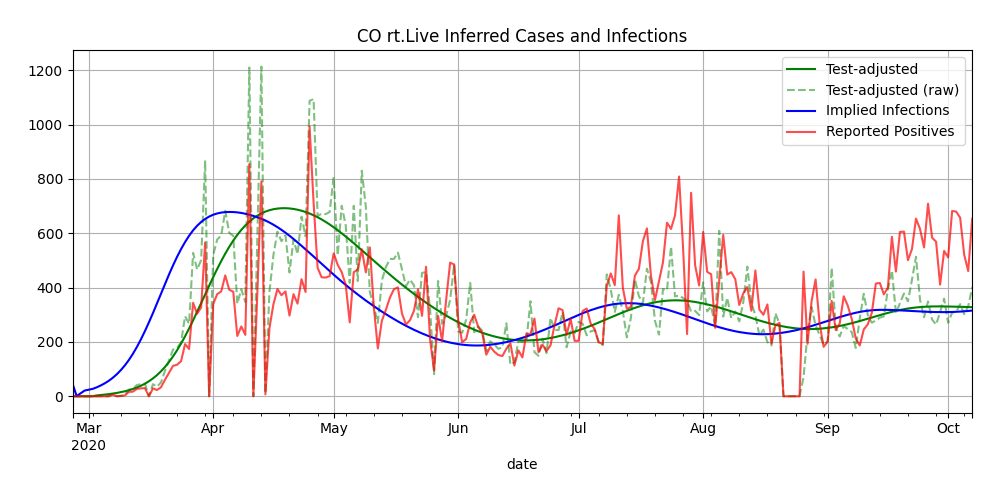 CO rt.Live Inferred Cases and Infections
Test-adjusted
Test-adjusted (raw)
Implied Infections
Reported Positives
1200
1000
800
600
400
200
0
Mar Apr May Jun Jul Aug Sep Oct
2020
date